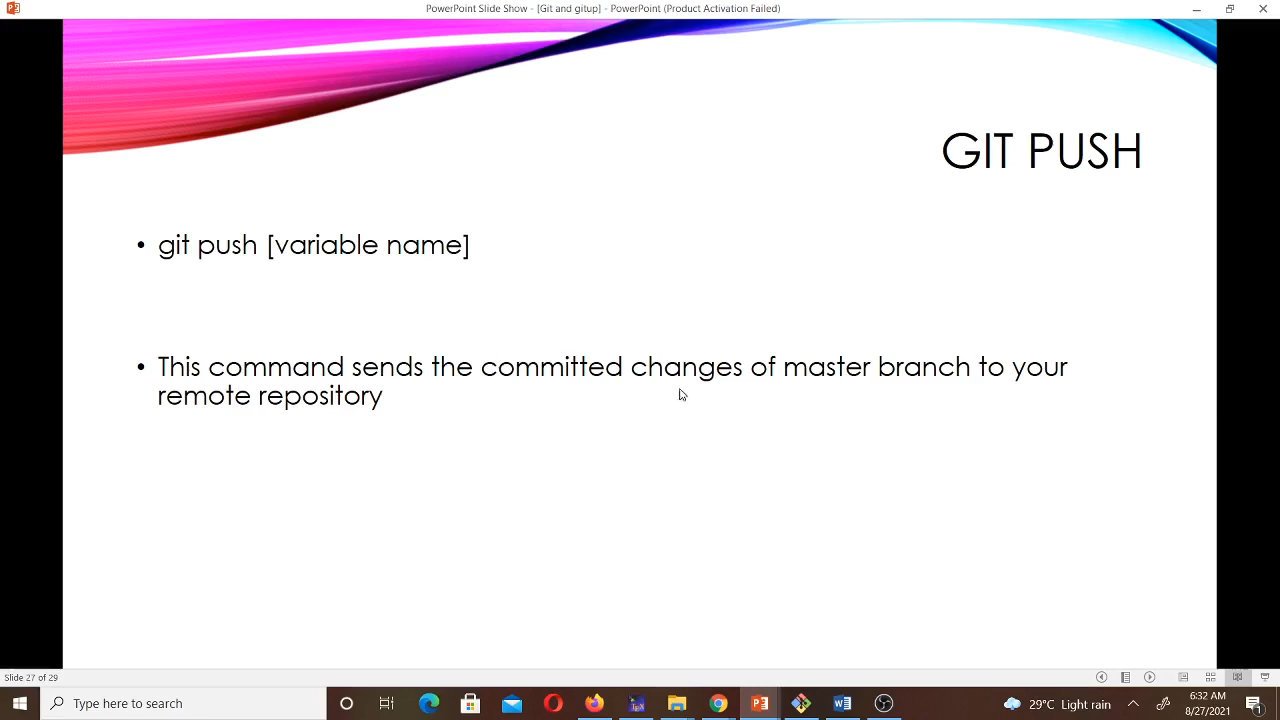 PowerPoint Slide Show - [Git and gitup] - PowerPoint (Product Activation Failed)
GIT PUSH
• git push [variable name]
• This command sends the committed changes of master branch to your
remote repository
Slide 27 of 29
Type here to search
29°C Light rain
6:32 AM
8/27/2021
1